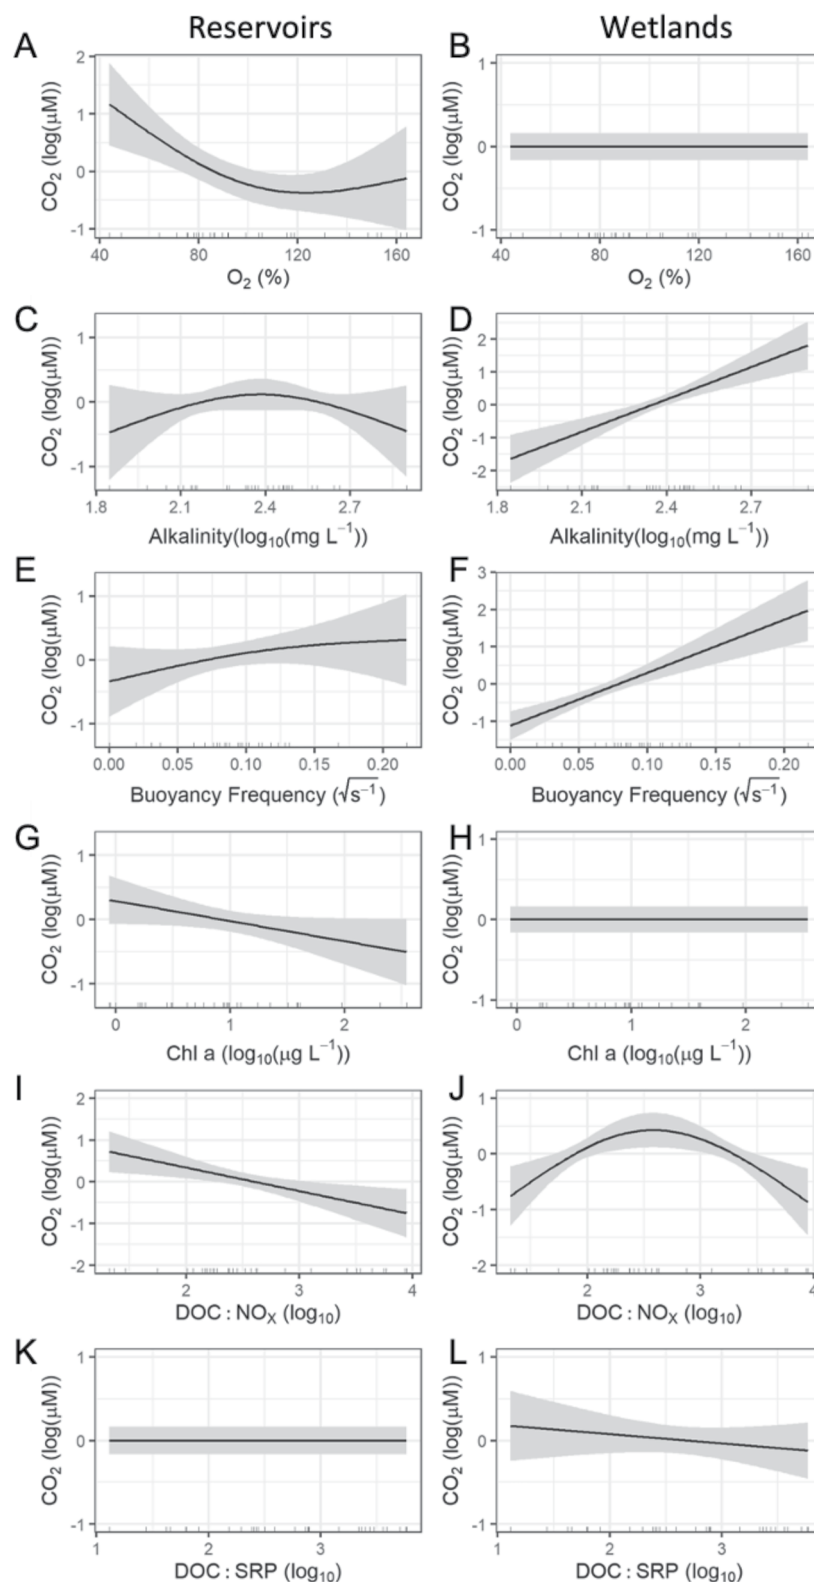 Reservoirs Wetlands
A B
CO₂ (log(μM)) CO₂ (log(μM))
2 1
1 0
0 -1
-1
40 80 120 160 40 80 120 160
O₂ (%) O₂ (%)
C D
CO₂ (log(μM)) CO₂ (log(μM))
1 2
0 1
-1 0
-1
-2
1.8 2.1 2.4 2.7 1.8 2.1 2.4 2.7
Alkalinity(log₁₀(mg L⁻¹)) Alkalinity(log₁₀(mg L⁻¹))
E F
CO₂ (log(μM)) CO₂ (log(μM))
1 3
0 2
-1 1
0
-1
0.00 0.05 0.10 0.15 0.20 0.00 0.05 0.10 0.15 0.20
Buoyancy Frequency (√s⁻¹) Buoyancy Frequency (√s⁻¹)
G H
CO₂ (log(μM)) CO₂ (log(μM))
1 1
0 0
-1 -1
0 1 2 0 1 2
Chl a (log₁₀(μg L⁻¹)) Chl a (log₁₀(μg L⁻¹))
I J
CO₂ (log(μM)) CO₂ (log(μM))
2 1
1 0
0 -1
-1 -2
-2
2 3 4 2 3 4
DOC : NOₓ (log₁₀) DOC : NOₓ (log₁₀)
K L
CO₂ (log(μM)) CO₂ (log(μM))
1 1
0 0
-1 -1
1 2 3 1 2 3
DOC : SRP (log₁₀) DOC : SRP (log₁₀)